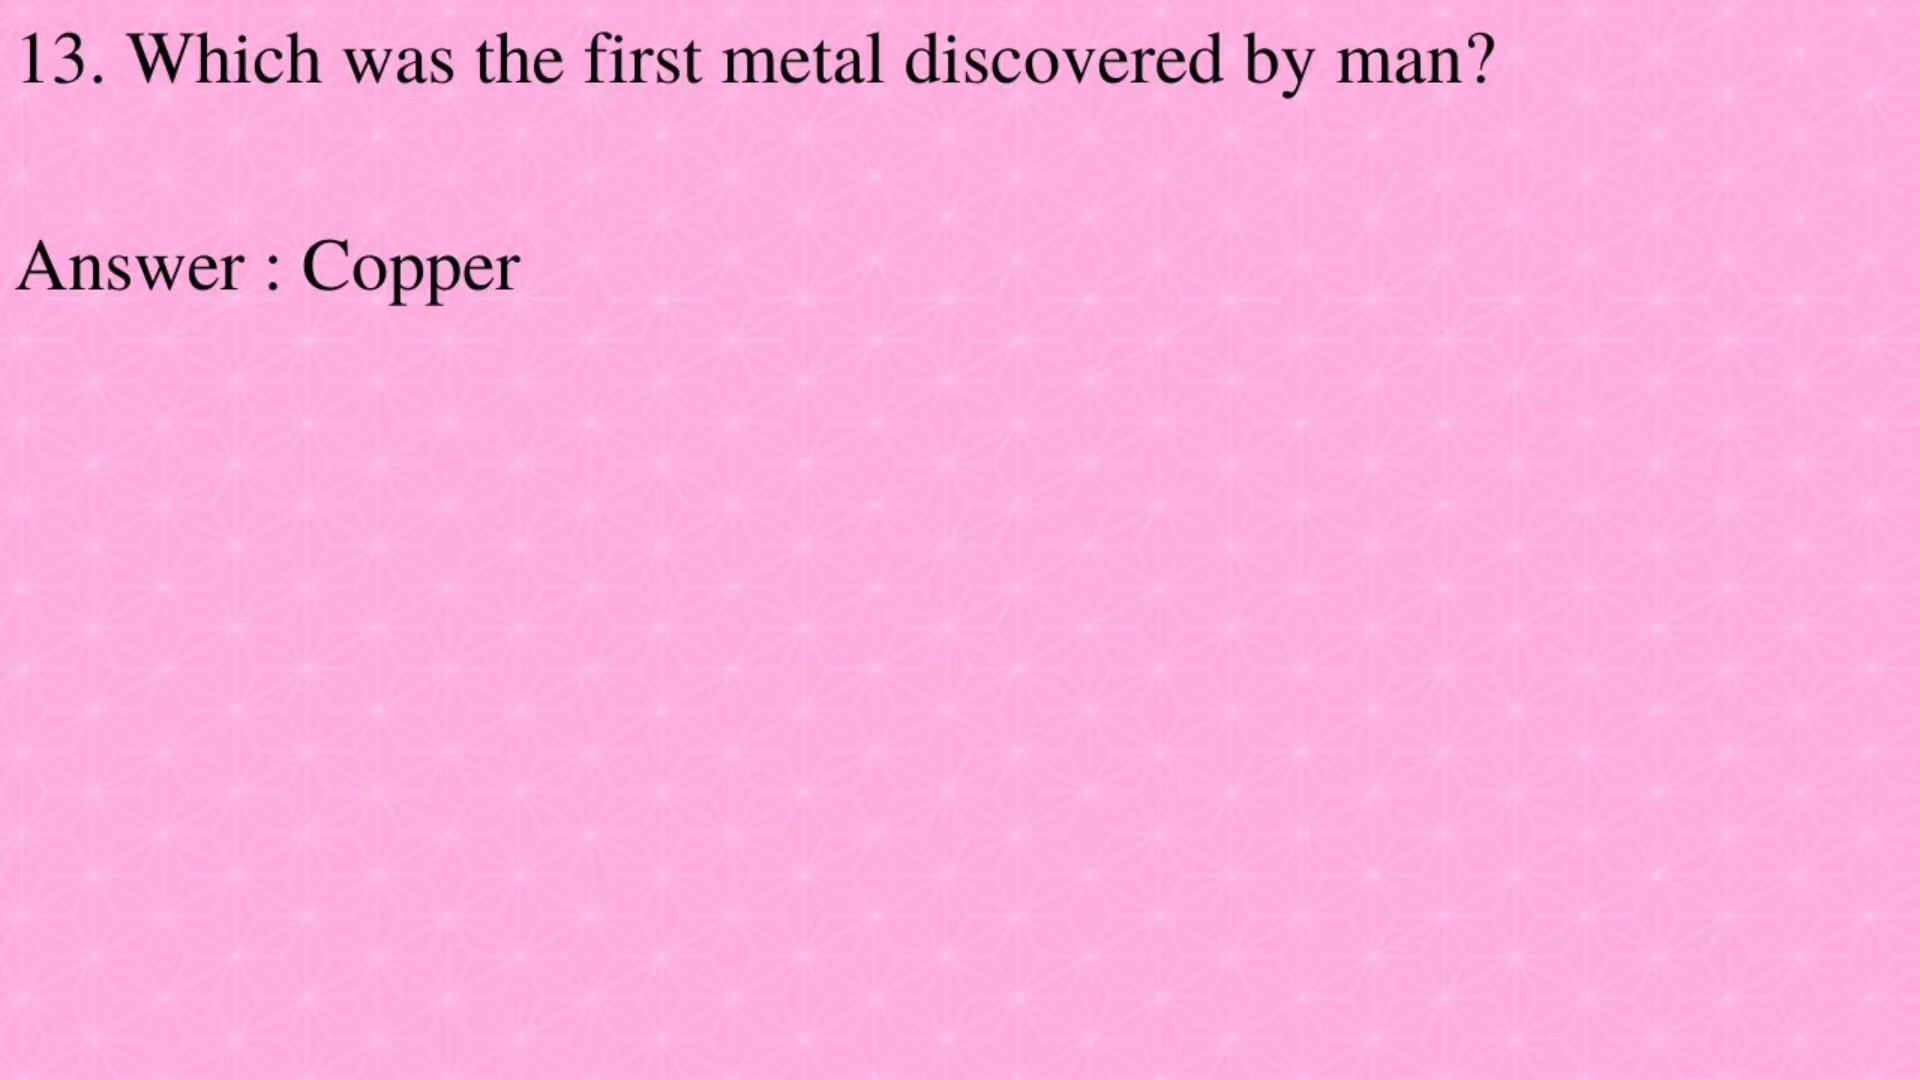 13. Which was the first metal discovered by man?
Answer : Copper